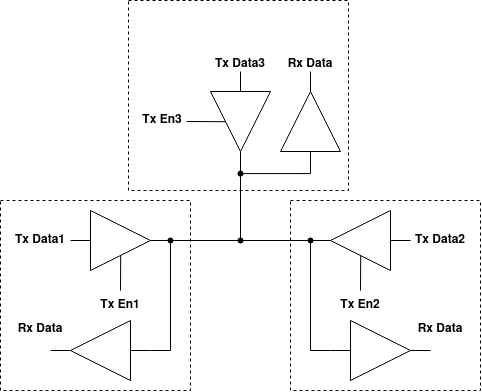 Tx Data3
Rx Data
Tx En3
Tx Data1
Tx Data2
Tx En1
Tx En2
Rx Data
Rx Data